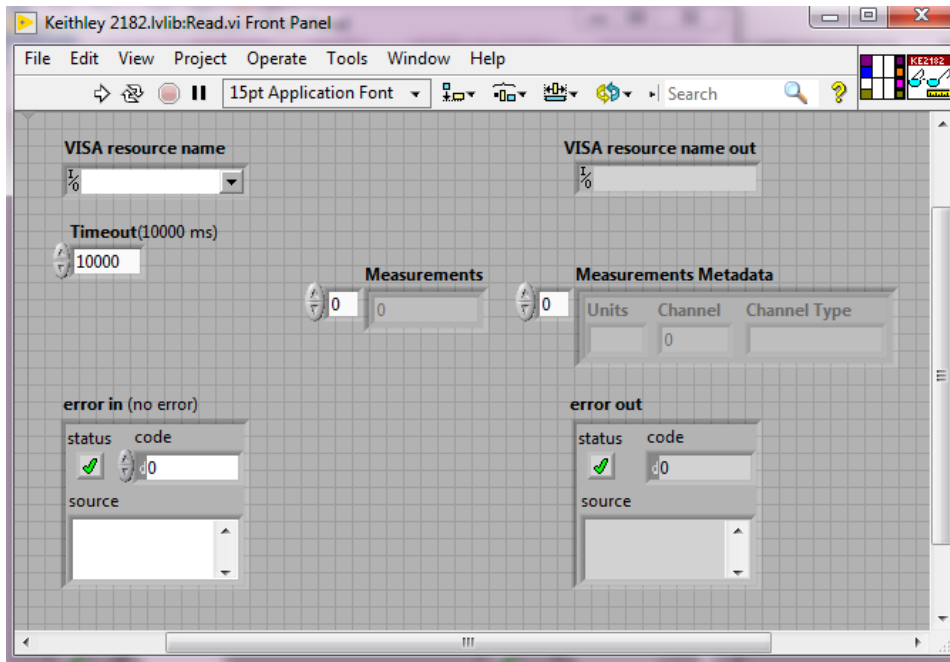 Keithley 2182.lvlib:Read.vi Front Panel
File Edit View Project Operate Tools Window Help
15pt Application Font Search
KE2182
VISA resource name VISA resource name out
Timeout(10000 ms)
10000
Measurements Measurements Metadata
0 0 0 Units Channel Channel Type
0
error in (no error) error out
status code status code
d0 d0
source source